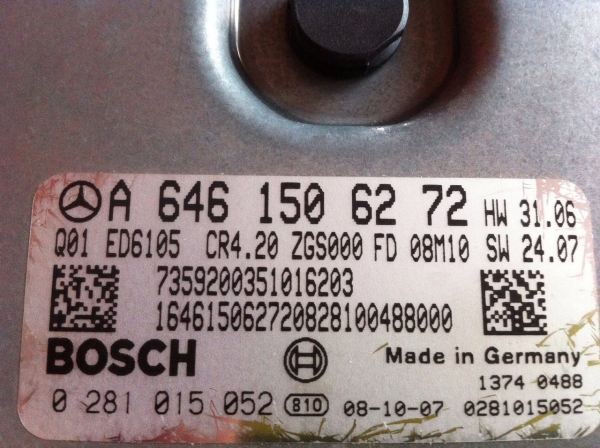 A 646 150 62 72 HW 31.06
Q01 ED6105 CR4.20 ZGS000 FD 08M10 SW 24.07
7359200351016203
164615062720828100488000
BOSCH Made in Germany
1374 0488
0 281 015 052 810 08-10-07 0281015052